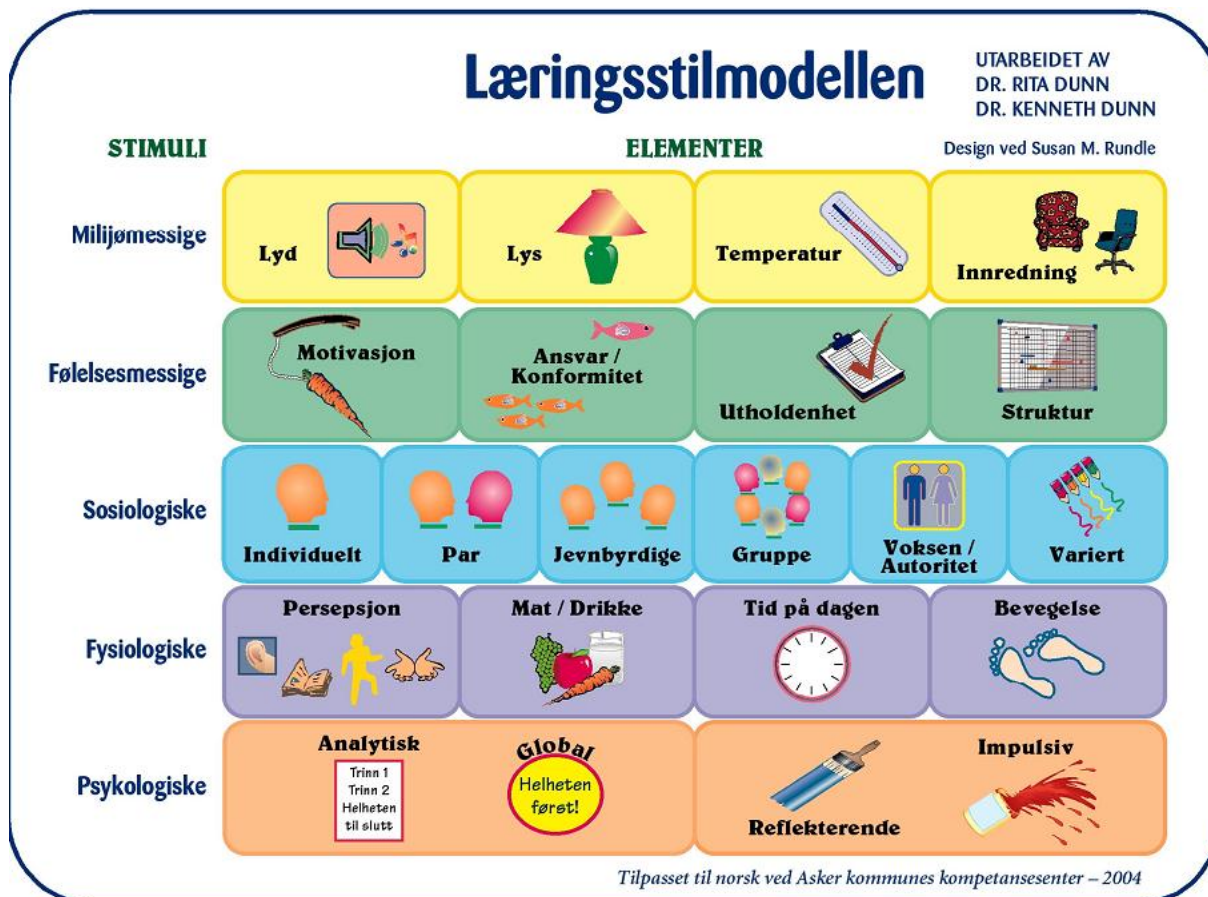 Læringsstilmodellen
UTARBEIDET AV
DR. RITA DUNN
DR. KENNETH DUNN
STIMULI
ELEMENTER
Design ved Susan M. Rundle
Milijømessige
Lyd
Lys
Temperatur
Innredning
Følelsesmessige
Motivasjon
Ansvar /
Konformitet
Utholdenhet
Struktur
Sosiologiske
Individuelt
Par
Jevnbyrdige
Gruppe
Voksen /
Autoritet
Variert
Fysiologiske
Persepsjon
Mat / Drikke
Tid på dagen
Bevegelse
Psykologiske
Analytisk
Trinn 1
Trinn 2
Helheten
til slutt
Global
Helheten
først!
Reflekterende
Impulsiv
Tilpasset til norsk ved Asker kommunes kompetansesenter – 2004